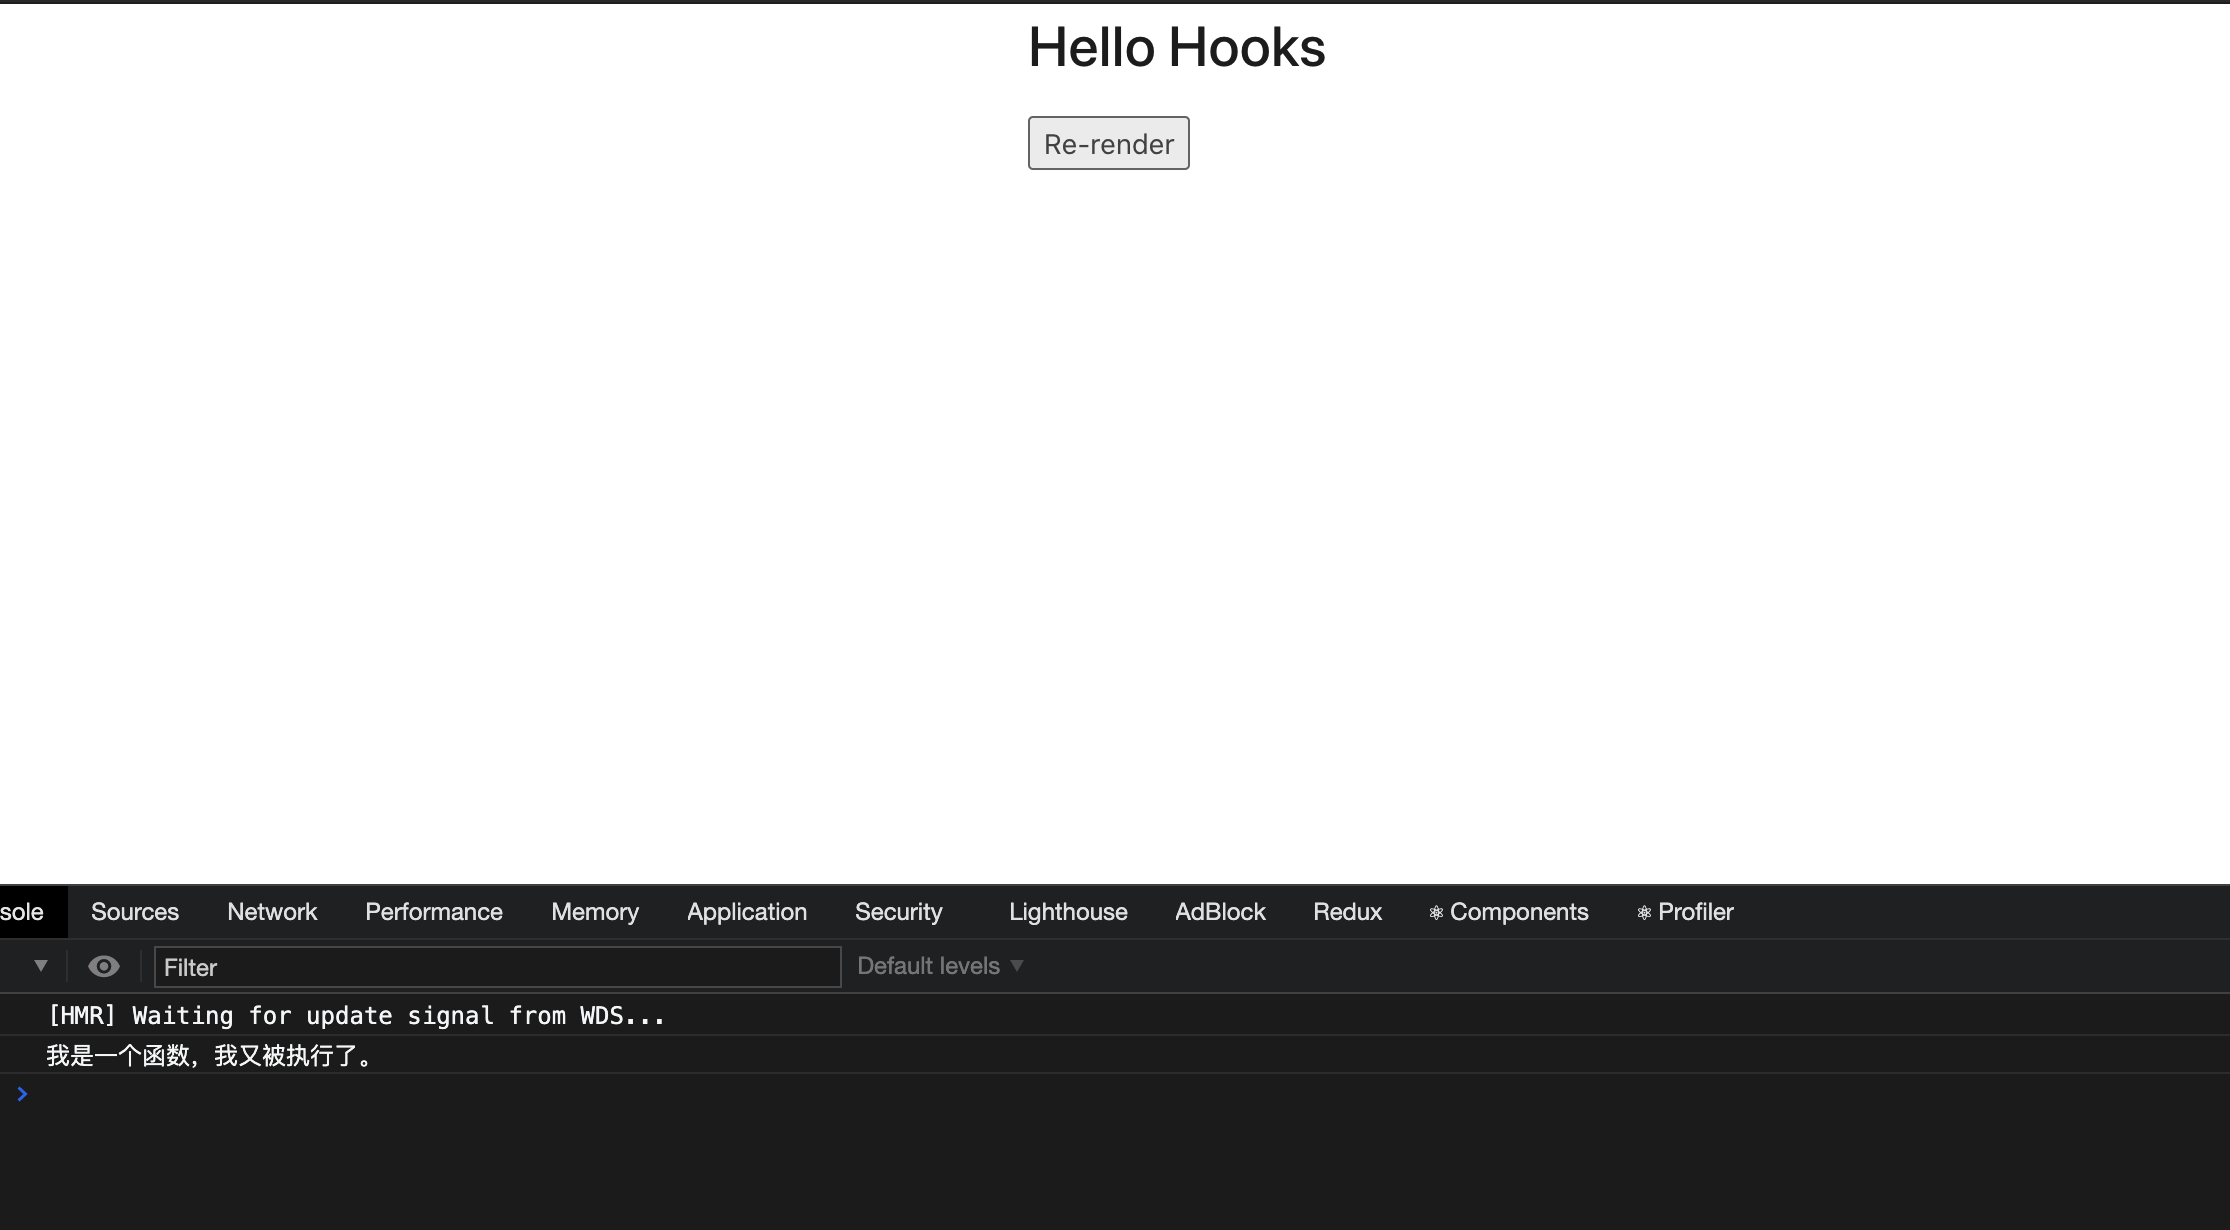 Hello Hooks
Re-render
sole Sources Network Performance Memory Application Security Lighthouse AdBlock Redux ⚛ Components ⚛ Profiler
Filter Default levels ▼
[HMR] Waiting for update signal from WDS...
我是一个函数，我又被执行了。